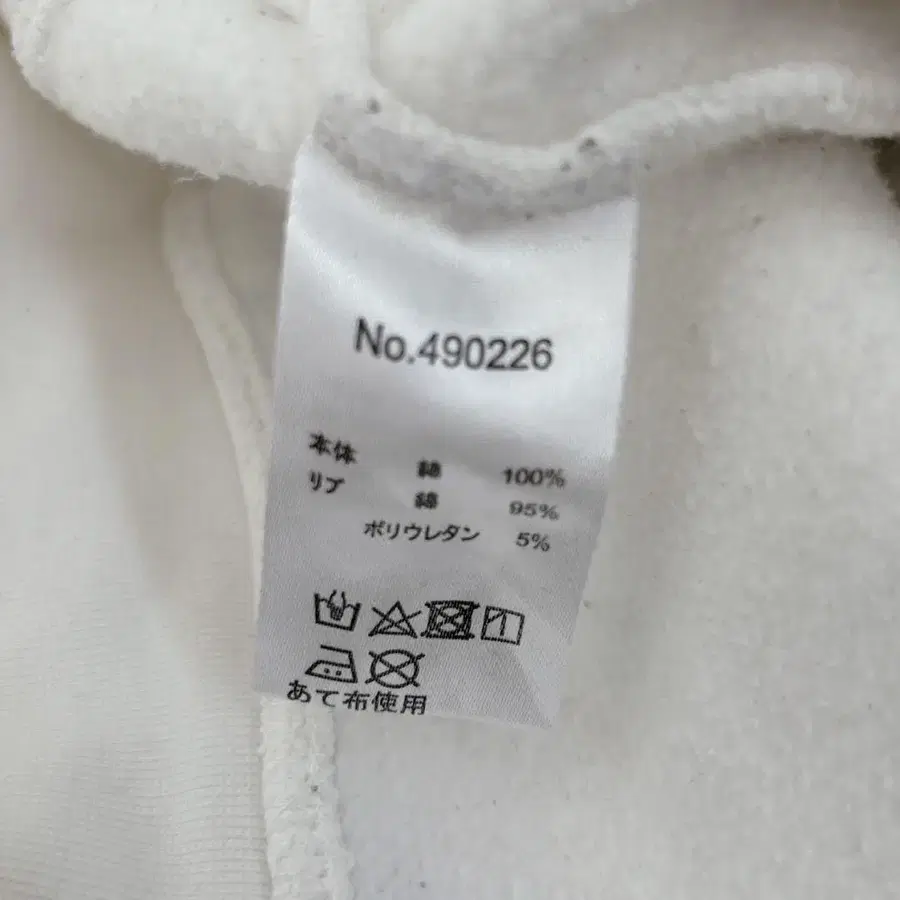 No.490226
本体 綿 100%
リブ 綿 95%
ポリウレタン 5%
あて布使用